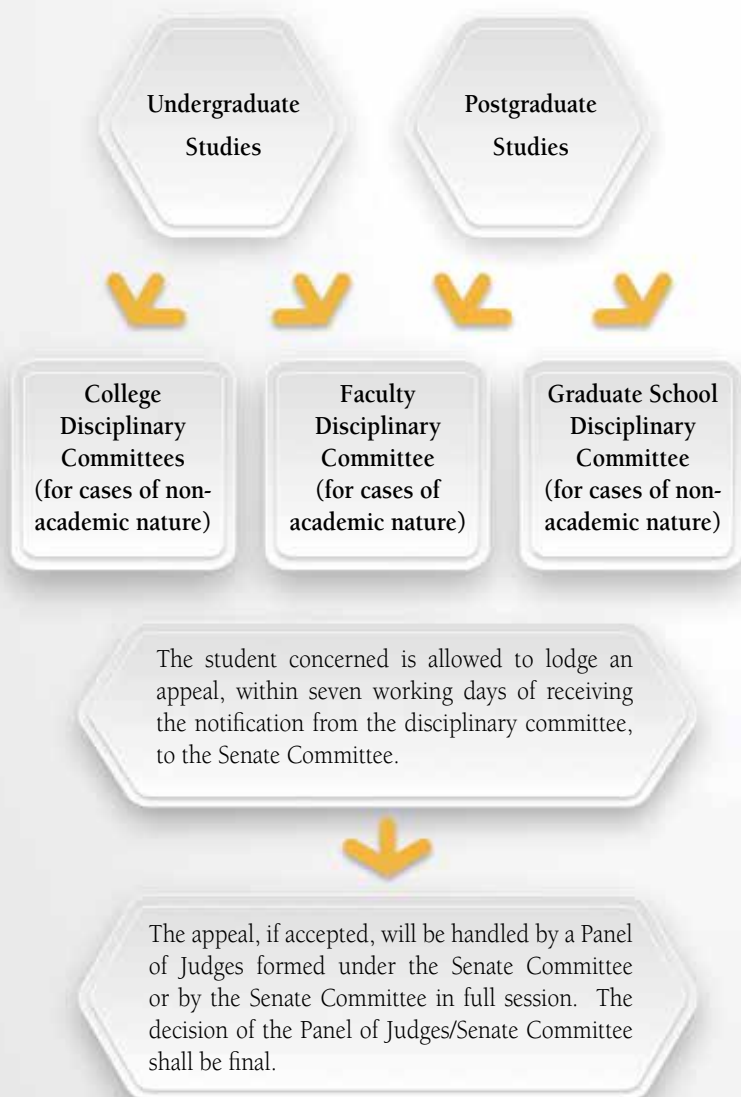 Undergraduate
Studies
Postgraduate
Studies
College
Disciplinary
Committees
(for cases of non-
academic nature)
Faculty
Disciplinary
Committee
(for cases of
academic nature)
Graduate School
Disciplinary
Committee
(for cases of non-
academic nature)
The student concerned is allowed to lodge an
appeal, within seven working days of receiving
the notification from the disciplinary committee,
to the Senate Committee.
The appeal, if accepted, will be handled by a Panel
of Judges formed under the Senate Committee
or by the Senate Committee in full session. The
decision of the Panel of Judges/Senate Committee
shall be final.